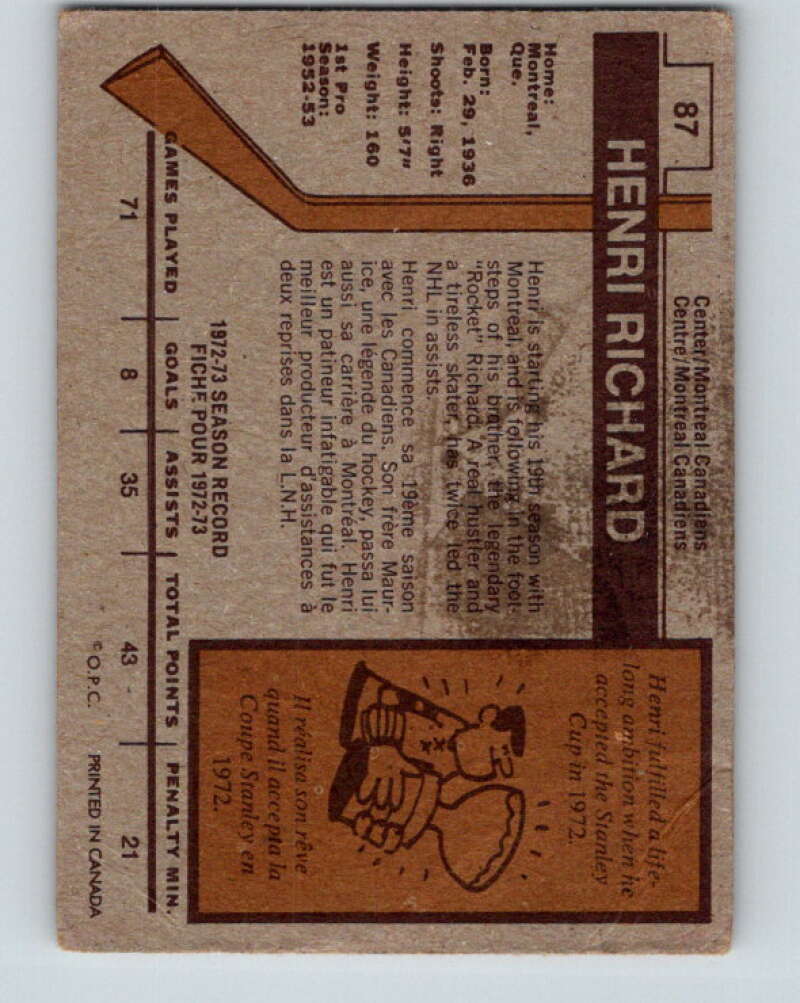 87
Center/Montreal Canadiens
Centre/Montreal Canadiens
HENRI RICHARD
Home:
Montreal,
Que.
Born:
Feb. 29, 1936
Shoots: Right
Height: 5'7"
Weight: 160
1st Pro
Season:
1952-53
Henri is starting his 19th season with
Montreal, and is following in the foot-
steps of his brother, the legendary
"Rocket" Richard. A real hustler and
a tireless skater, has twice led the
NHL in assists.
Henri commence sa 19ème saison
avec les Canadiens. Son frère Maur-
ice, une légende du hockey, passa lui
aussi sa carrière à Montréal. Henri
est un patineur infatigable qui fut le
meilleur producteur d'assistances à
deux reprises dans la L.N.H.
Henri fulfilled a life-
long ambition when he
accepted the Stanley
Cup in 1972.
Il réalisa son rêve
quand il accepta la
Coupe Stanley en
1972.
1972-73 SEASON RECORD
FICHE POUR 1972-73
GAMES PLAYED GOALS ASSISTS TOTAL POINTS PENALTY MIN.
71 8 35 43 21
© O.P.C. PRINTED IN CANADA